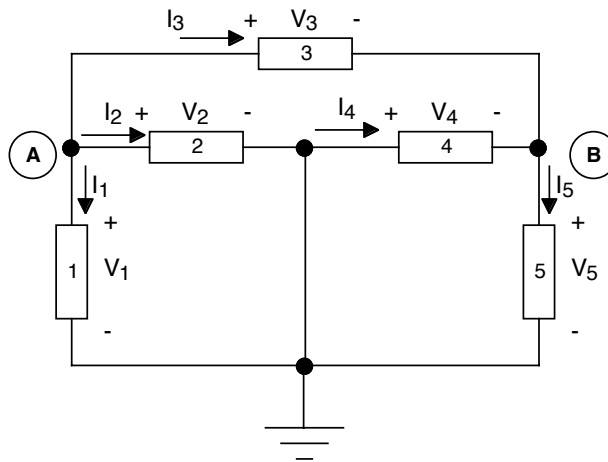 I3 + V3 -
3
I2 + V2 - I4 + V4 -
A 2 4 B
I1 I5
+ +
1 V1 5 V5
- -